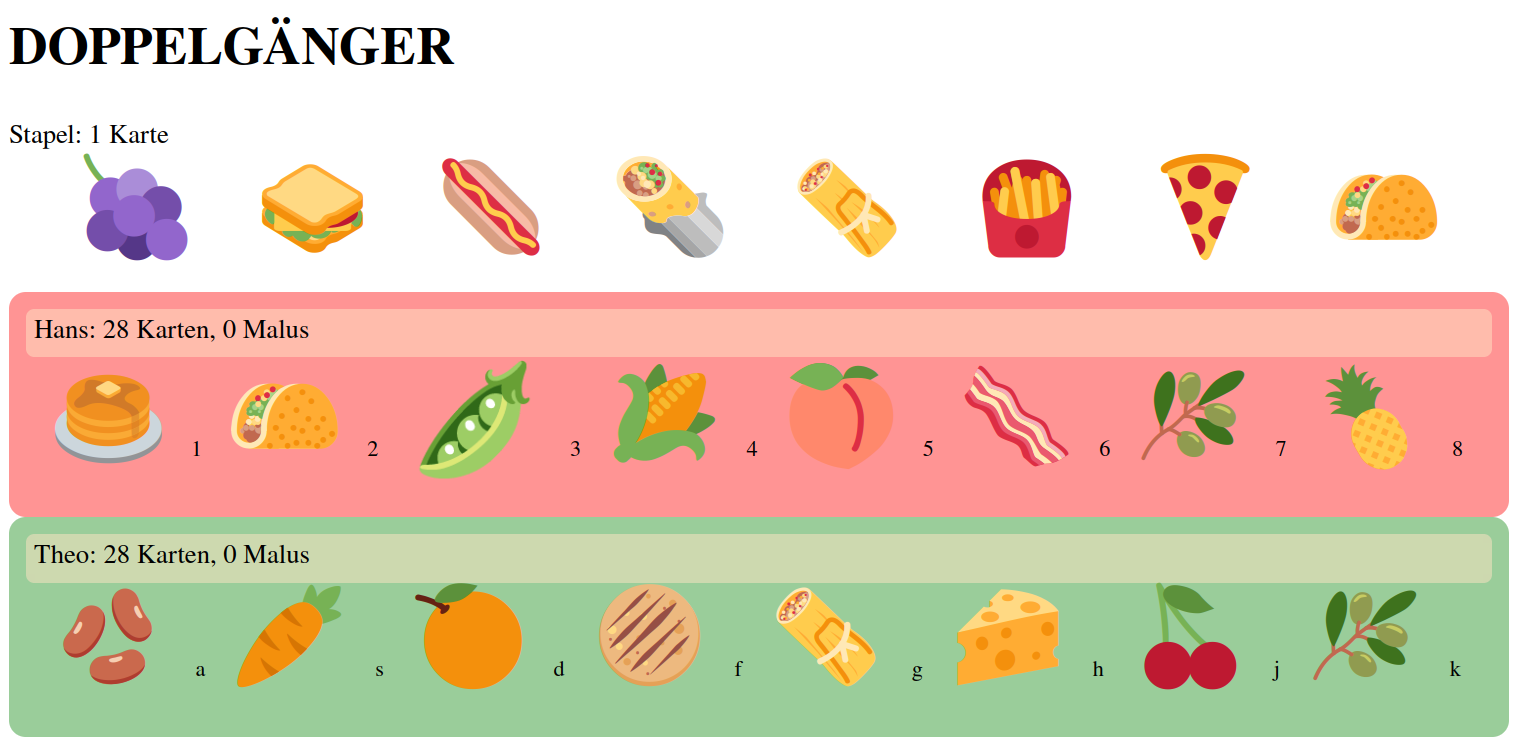 DOPPELGÄNGER
Stapel: 1 Karte
Hans: 28 Karten, 0 Malus
1 2 3 4 5 6 7 8
Theo: 28 Karten, 0 Malus
a s d f g h j k